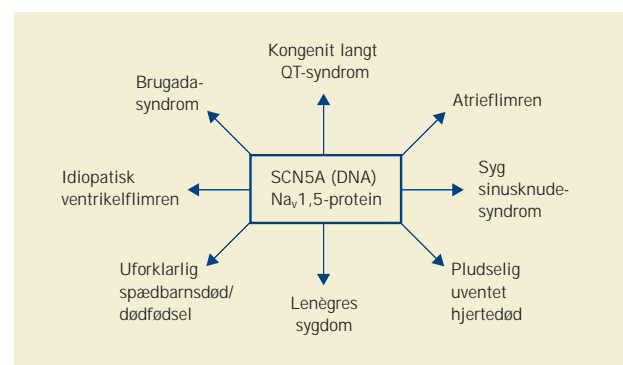 Kongenit langt
QT-syndrom
Brugada-
syndrom
Atrieflimren
Idiopatisk
ventrikelflimren
SCN5A (DNA)
Nav1,5-protein
Syg
sinusknude-
syndrom
Uforklarlig
spædbarnsdød/
dødfødsel
Lenègres
sygdom
Pludselig
uventet
hjertedød